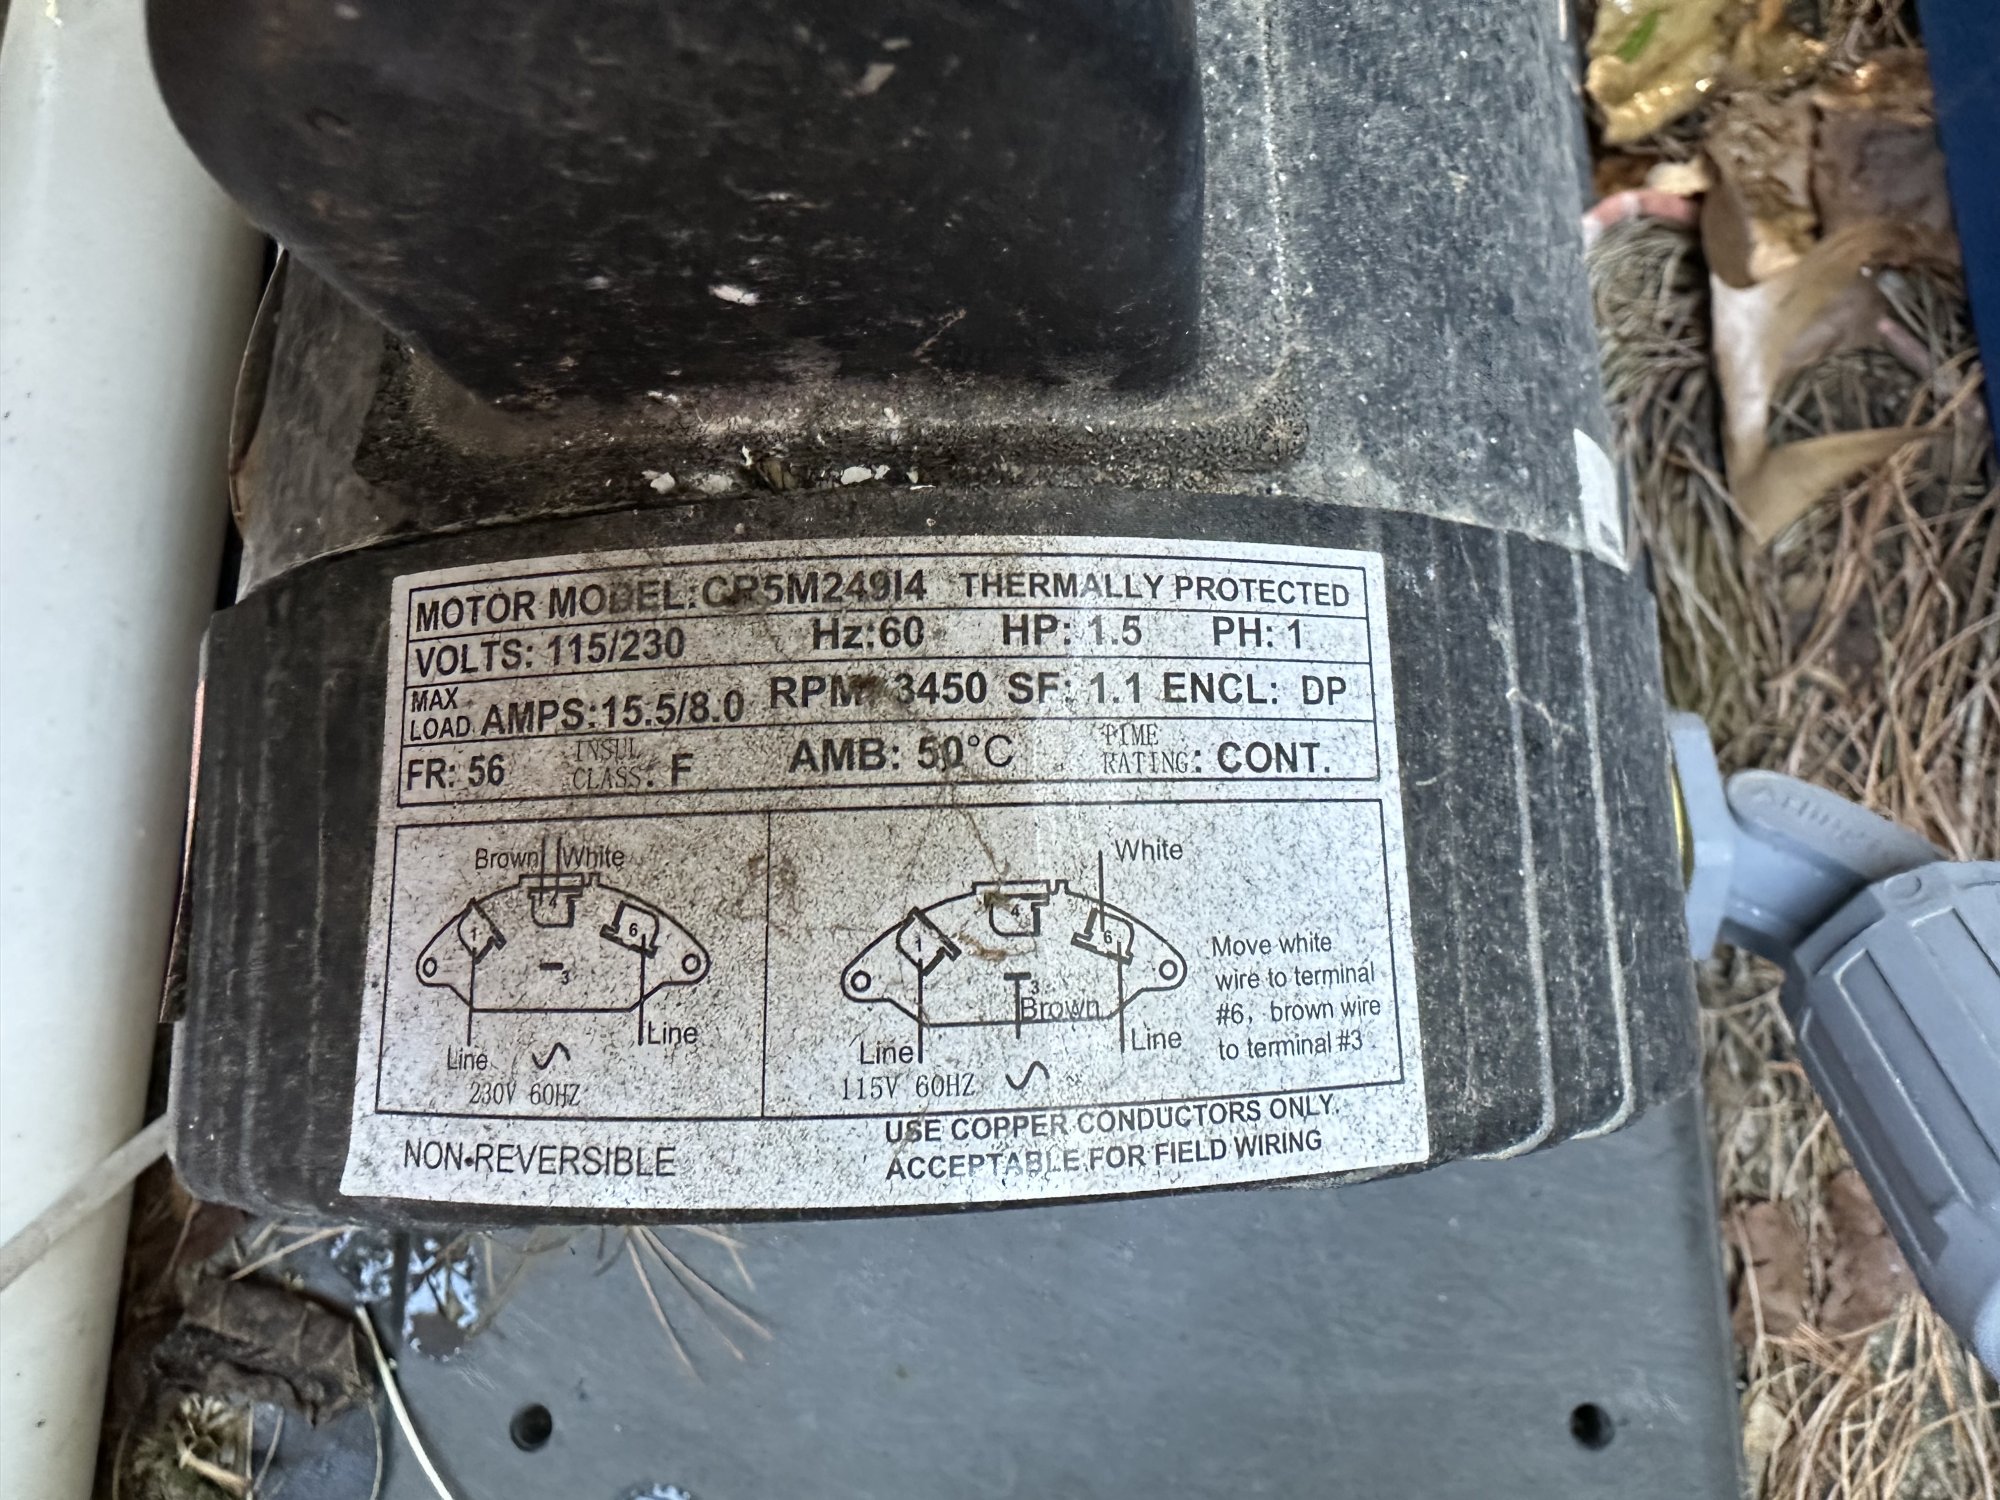 MOTOR MODEL: CP5M249I4 THERMALLY PROTECTED
VOLTS: 115/230 Hz:60 HP: 1.5 PH: 1
MAX LOAD AMPS:15.5/8.0 RPM: 3450 SF: 1.1 ENCL: DP
FR: 56 INSUL CLASS: F AMB: 50°C TIME RATING: CONT.
Brown White
1 4 6
3
Line Line
230V 60HZ
White
1 4 6
3
Brown
Line Line
115V 60HZ
Move white
wire to terminal
#6, brown wire
to terminal #3.
NON-REVERSIBLE
USE COPPER CONDUCTORS ONLY.
ACCEPTABLE FOR FIELD WIRING